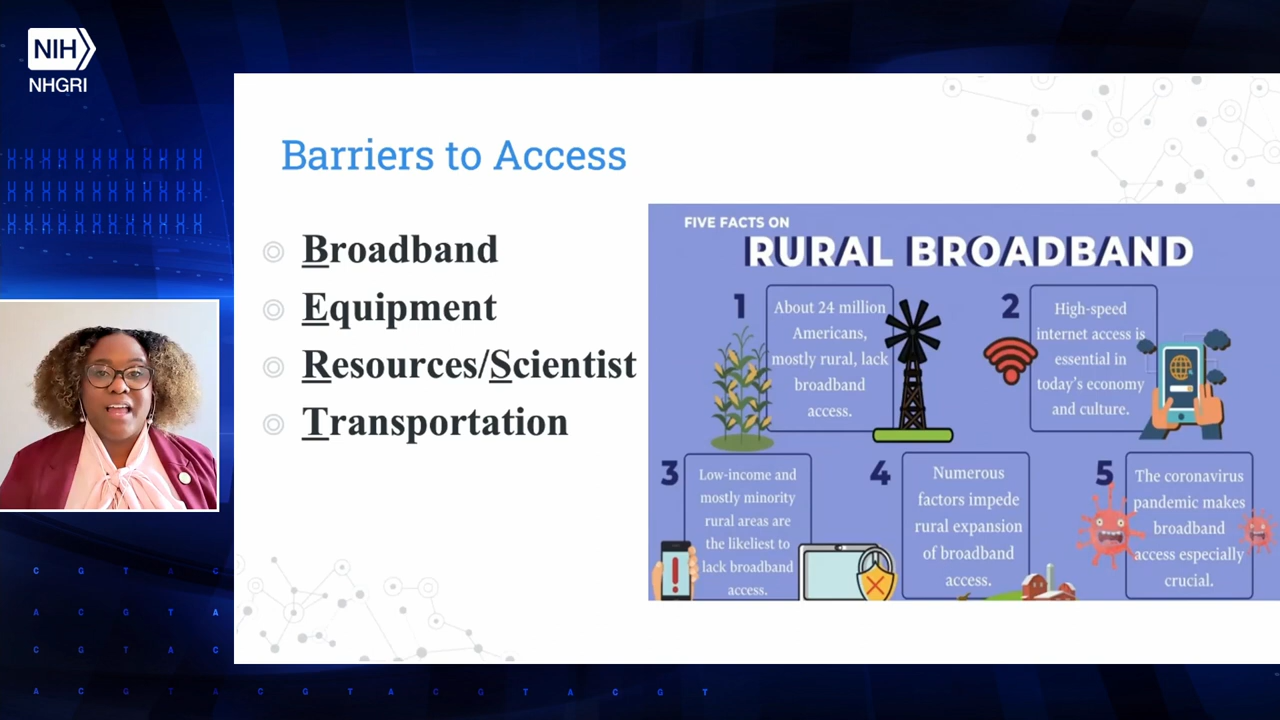 NIH
NHGRI
Barriers to Access
Broadband
Equipment
Resources/Scientist
Transportation
FIVE FACTS ON
RURAL BROADBAND
1
About 24 million
Americans,
mostly rural, lack
broadband
access.
2
High-speed
internet access is
essential in
today's economy
and culture.
3
Low-income and
mostly minority
rural areas are
the likeliest to
lack broadband
access.
4
Numerous
factors impede
rural expansion
of broadband
access.
5
The coronavirus
pandemic makes
broadband
access especially
crucial.
C G T A C
A C G T A
C G T A C
A C G T A C G T A C G T A C G T